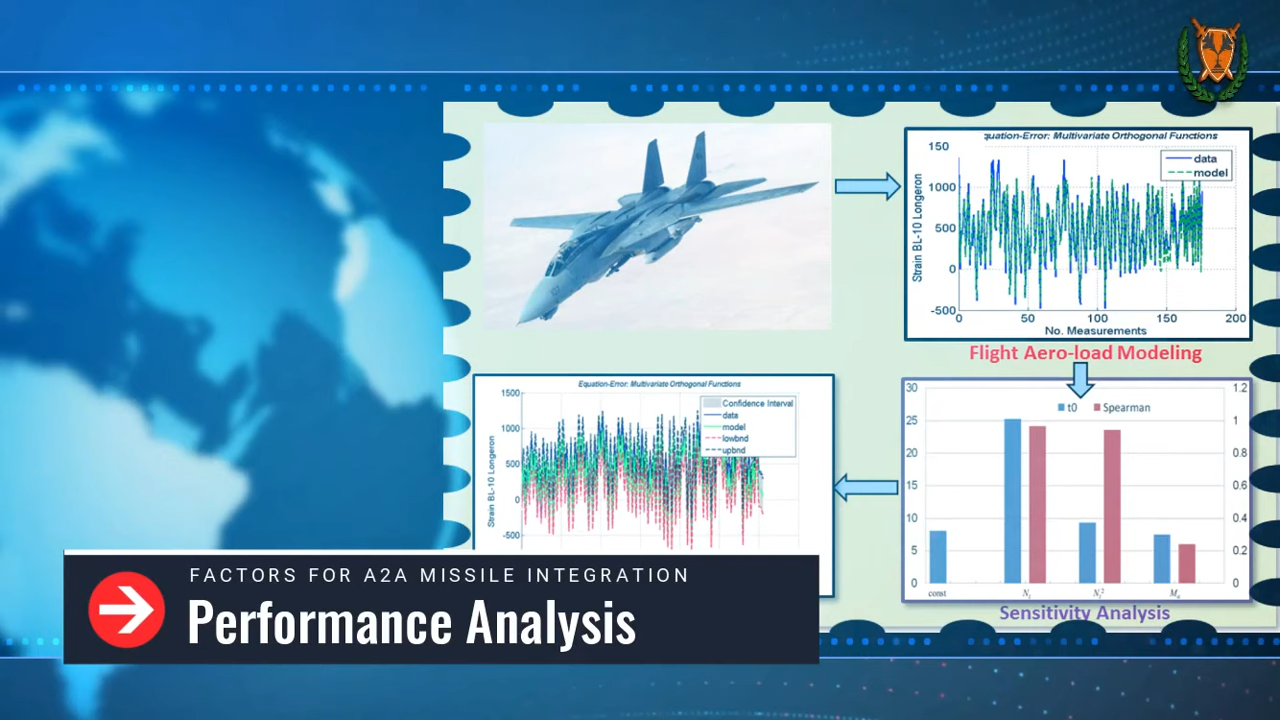 quation-Error: Multivariate Orthogonal Functions
150
1000
500
0
-500
data
model
Strain BL-10 Longeron
0 50 100 150 200
No. Measurements
Flight Aero-load Modeling
Equation-Error: Multivariate Orthogonal Functions
1500
1000
500
0
-500
Confidence Interval
data
model
lowbnd
upbnd
Strain BL-10 Longeron
30
25
20
15
10
5
0
t0 Spearman
1.2
1
0.8
0.6
0.4
0.2
0
const
Sensitivity Analysis
FACTORS FOR A2A MISSILE INTEGRATION
Performance Analysis